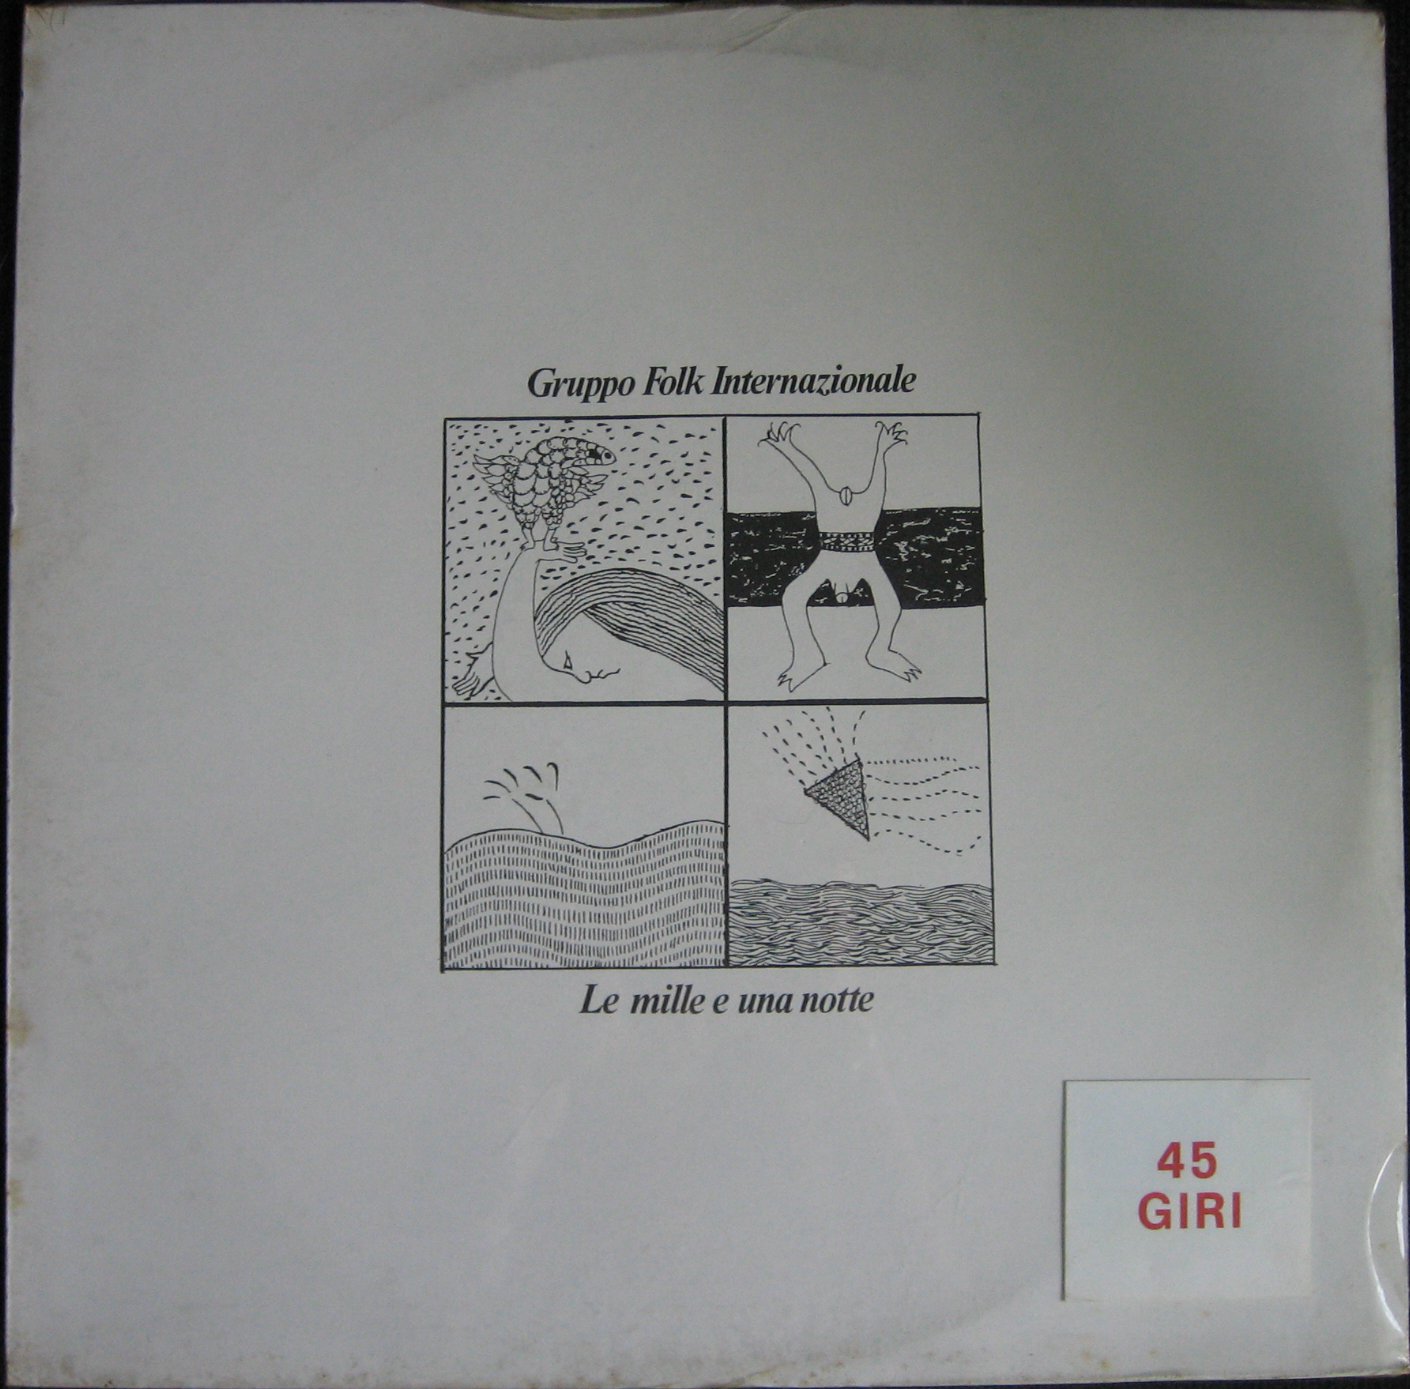 Gruppo Folk Internazionale
Le mille e una notte
45
GIRI